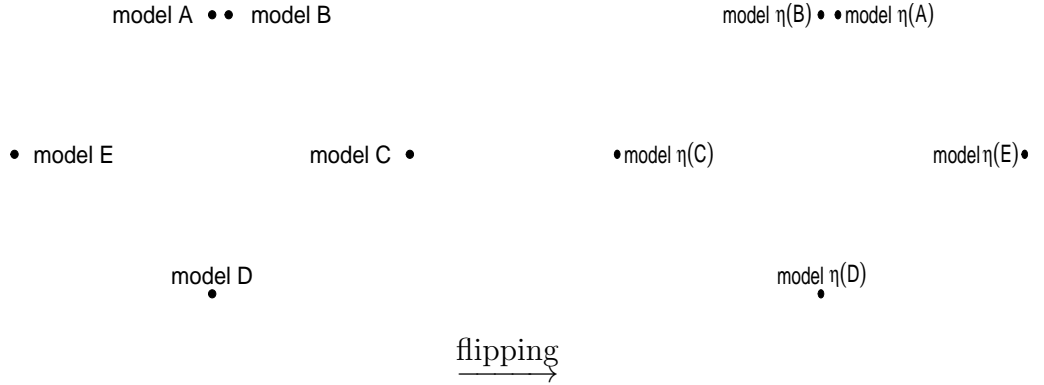 model A model B model η(B) model η(A)
model E model C model η(C) model η(E)
model D model η(D)
flipping